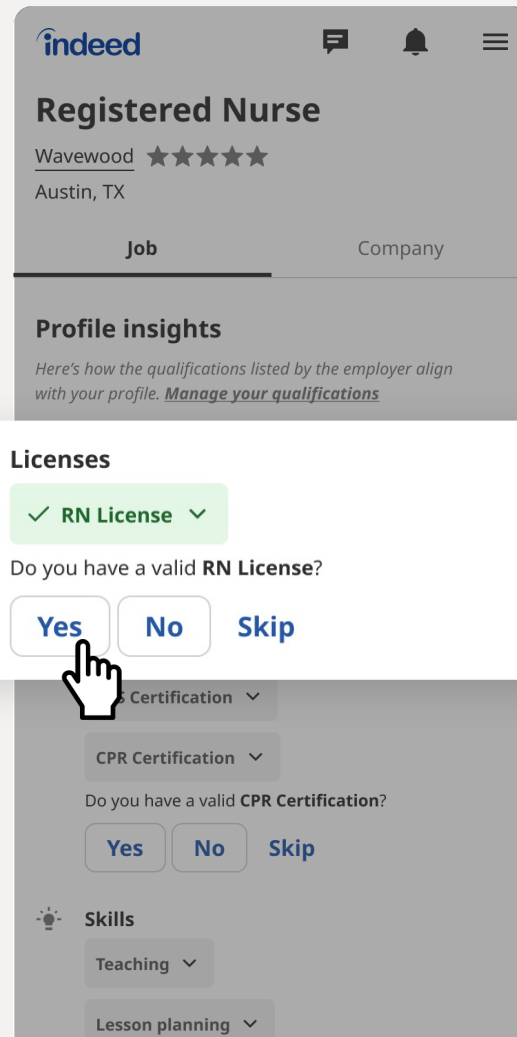 indeed
Registered Nurse
Wavewood
Austin, TX
Job Company
Profile insights
Here's how the qualifications listed by the employer align
with your profile. Manage your qualifications
Licenses
RN License
Do you have a valid RN License?
Yes No Skip
Certification
CPR Certification
Do you have a valid CPR Certification?
Yes No Skip
Skills
Teaching
Lesson planning